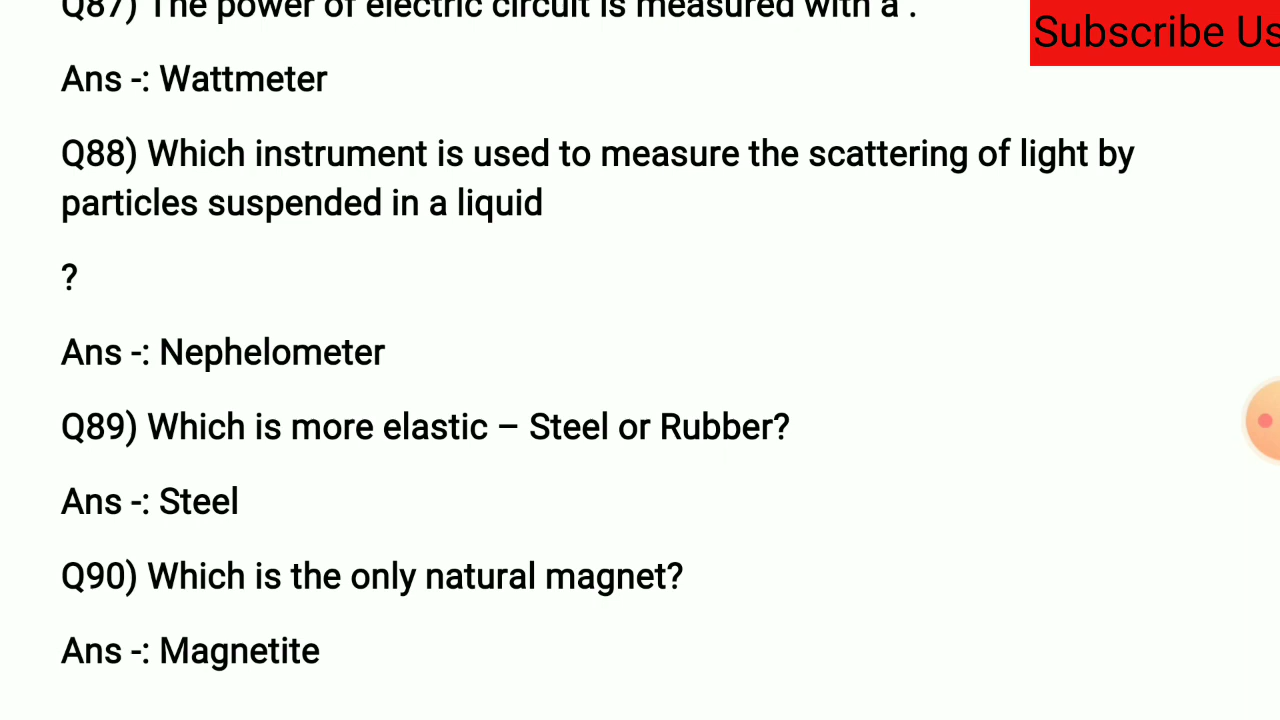 Q87) The power of electric circuit is measured with a .
Subscribe Us
Ans -: Wattmeter
Q88) Which instrument is used to measure the scattering of light by
particles suspended in a liquid
?
Ans -: Nephelometer
Q89) Which is more elastic – Steel or Rubber?
Ans -: Steel
Q90) Which is the only natural magnet?
Ans -: Magnetite